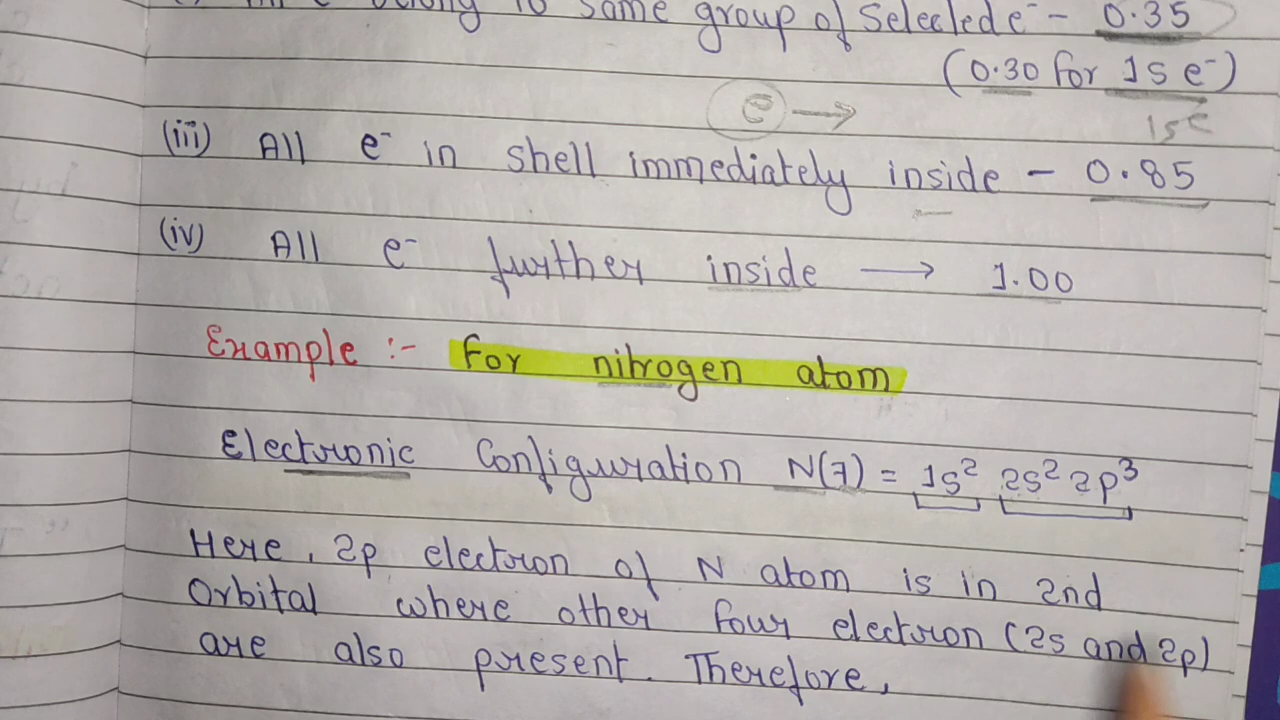 to same group of Selected e⁻ - 0.35
(0.30 for 1s e⁻)
e⁻ →
1s e
(iii) All e⁻ in shell immediately inside - 0.85
(iv) All e⁻ further inside → 1.00
Example :- For nitrogen atom
Electronic Configuration N(7) = 1s² 2s² 2p³
Here, 2p electron of N atom is in 2nd
Orbital where other four electron (2s and 2p)
are also present. Therefore,